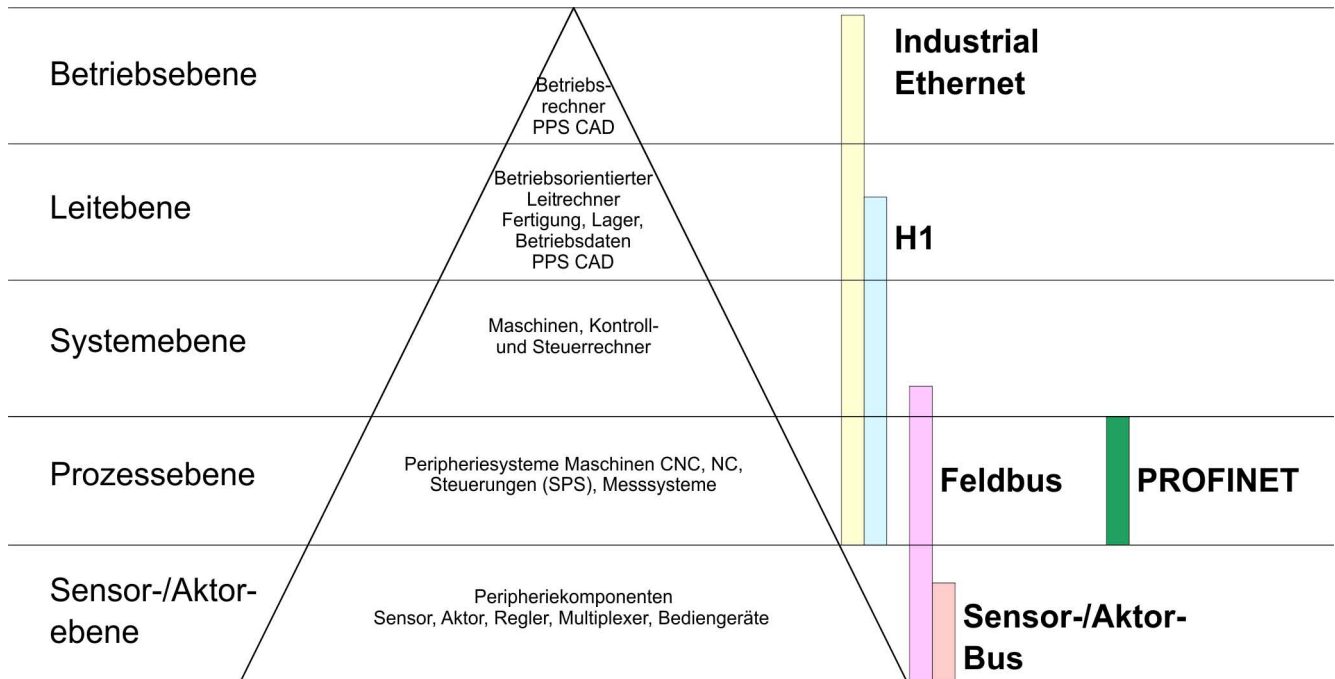 Betriebsebene
Betriebs-
rechner
PPS CAD
Industrial
Ethernet
Leitebene
Betriebsorientierter
Leitrechner
Fertigung, Lager,
Betriebsdaten
PPS CAD
H1
Systemebene
Maschinen, Kontroll-
und Steuerrechner
Prozessebene
Peripheriesysteme Maschinen CNC, NC,
Steuerungen (SPS), Messsysteme
Feldbus
PROFINET
Sensor-/Aktor-
ebene
Peripheriekomponenten
Sensor, Aktor, Regler, Multiplexer, Bediengeräte
Sensor-/Aktor-
Bus